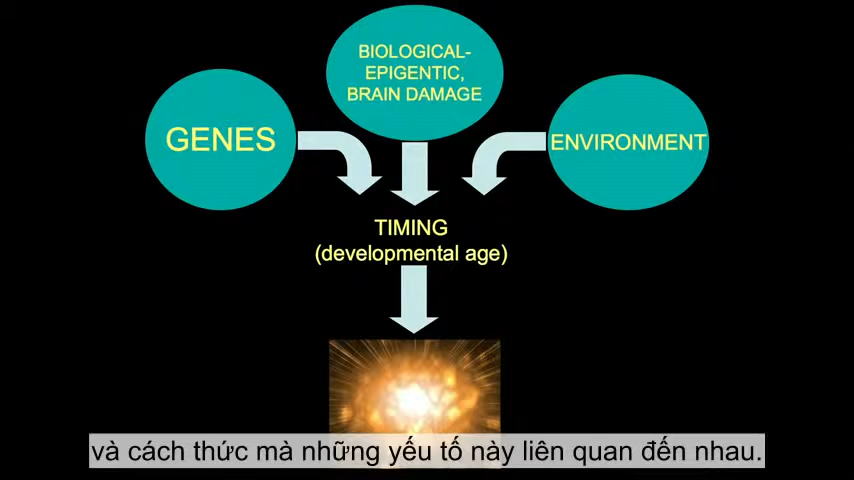 BIOLOGICAL-
EPIGENTIC,
BRAIN DAMAGE
GENES
ENVIRONMENT
TIMING
(developmental age)
và cách thức mà những yếu tố này liên quan đến nhau.